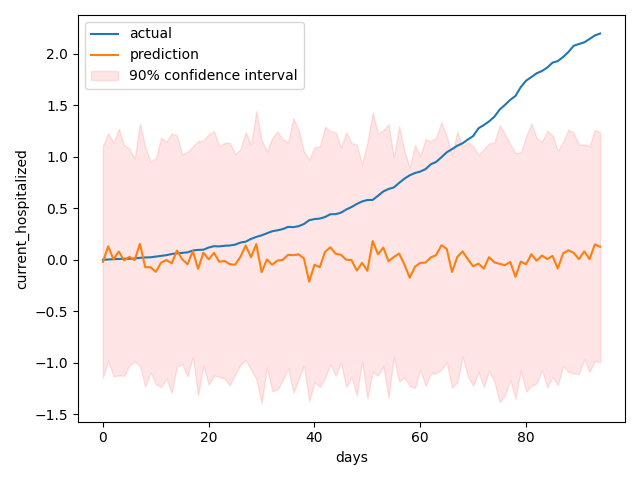 actual
prediction
90% confidence interval
2.0
1.5
1.0
0.5
0.0
−0.5
−1.0
−1.5
current_hospitalized
0 20 40 60 80
days